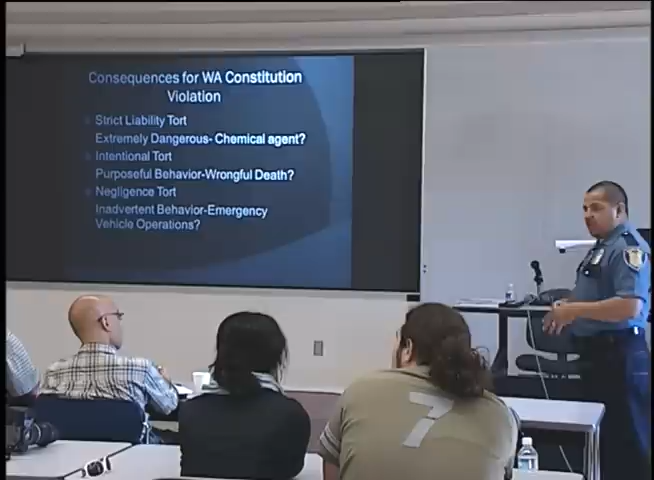 Consequences for WA Constitution
Violation
Strict Liability Tort
Extremely Dangerous- Chemical agent?
Intentional Tort
Purposeful Behavior-Wrongful Death?
Negligence Tort
Inadvertent Behavior-Emergency
Vehicle Operations?
7